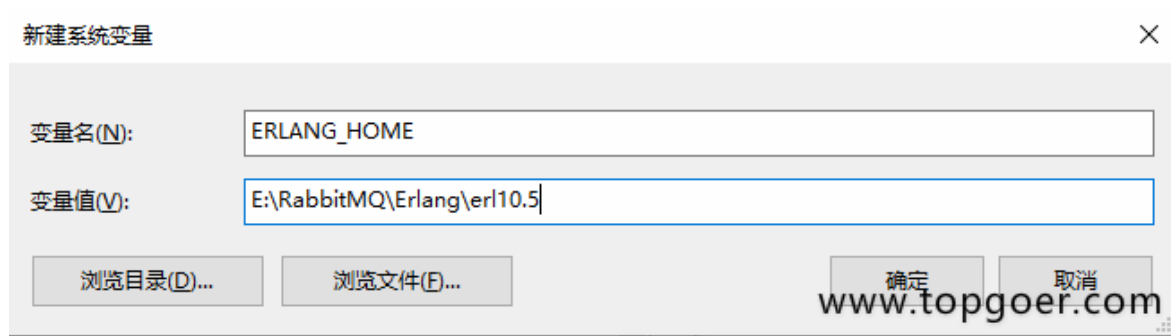 新建系统变量
变量名(N):
ERLANG_HOME
变量值(V):
E:\RabbitMQ\Erlang\erl10.5
浏览目录(D)...
浏览文件(F)...
确定
取消
www.topgoer.com